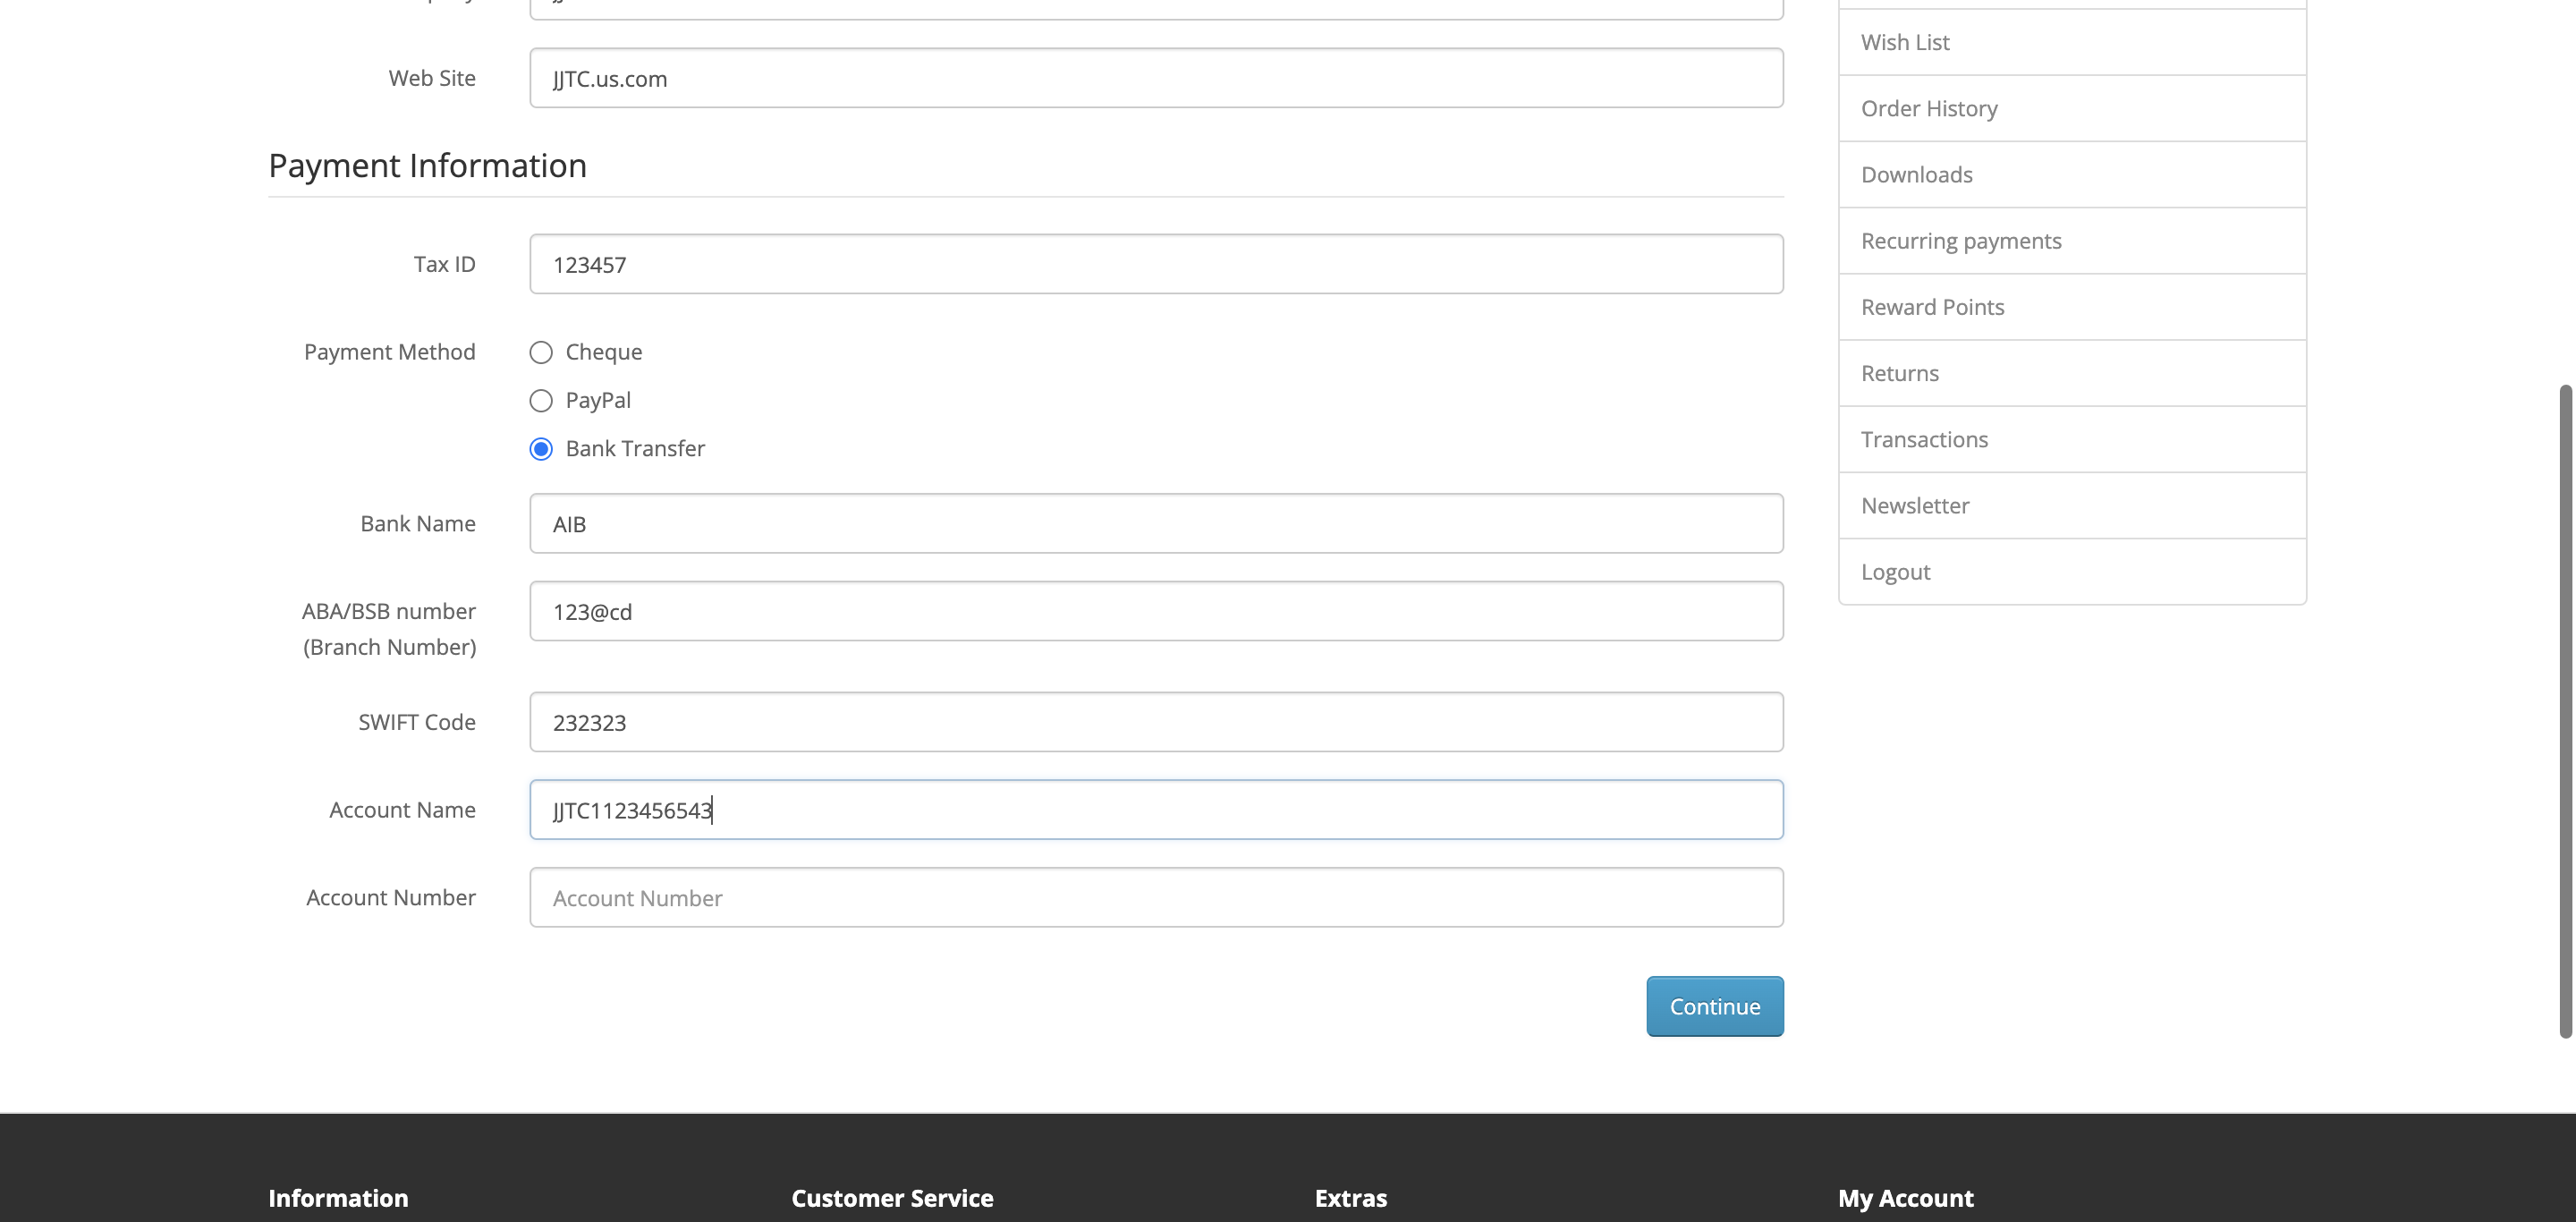 Web Site
JJTC.us.com
Payment Information
Tax ID
123457
Payment Method
Cheque
PayPal
Bank Transfer
Bank Name
AIB
ABA/BSB number
(Branch Number)
123@cd
SWIFT Code
232323
Account Name
JJTC1123456543
Account Number
Account Number
Continue
Wish List
Order History
Downloads
Recurring payments
Reward Points
Returns
Transactions
Newsletter
Logout
Information
Customer Service
Extras
My Account